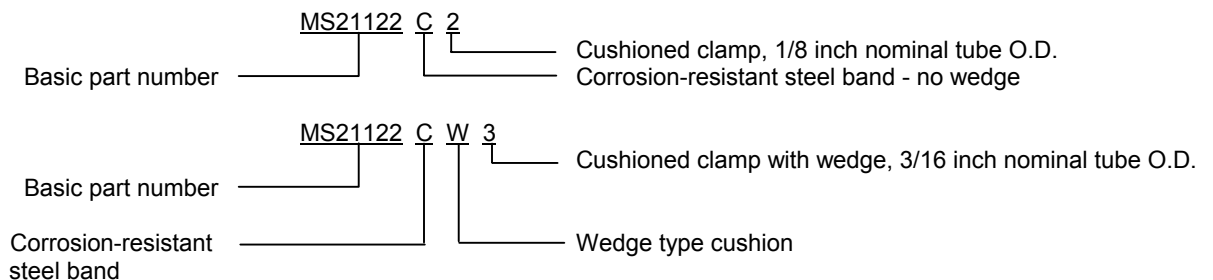 MS21122 C 2
Cushioned clamp, 1/8 inch nominal tube O.D.
Basic part number
Corrosion-resistant steel band - no wedge
MS21122 C W 3
Cushioned clamp with wedge, 3/16 inch nominal tube O.D.
Basic part number
Corrosion-resistant
steel band
Wedge type cushion